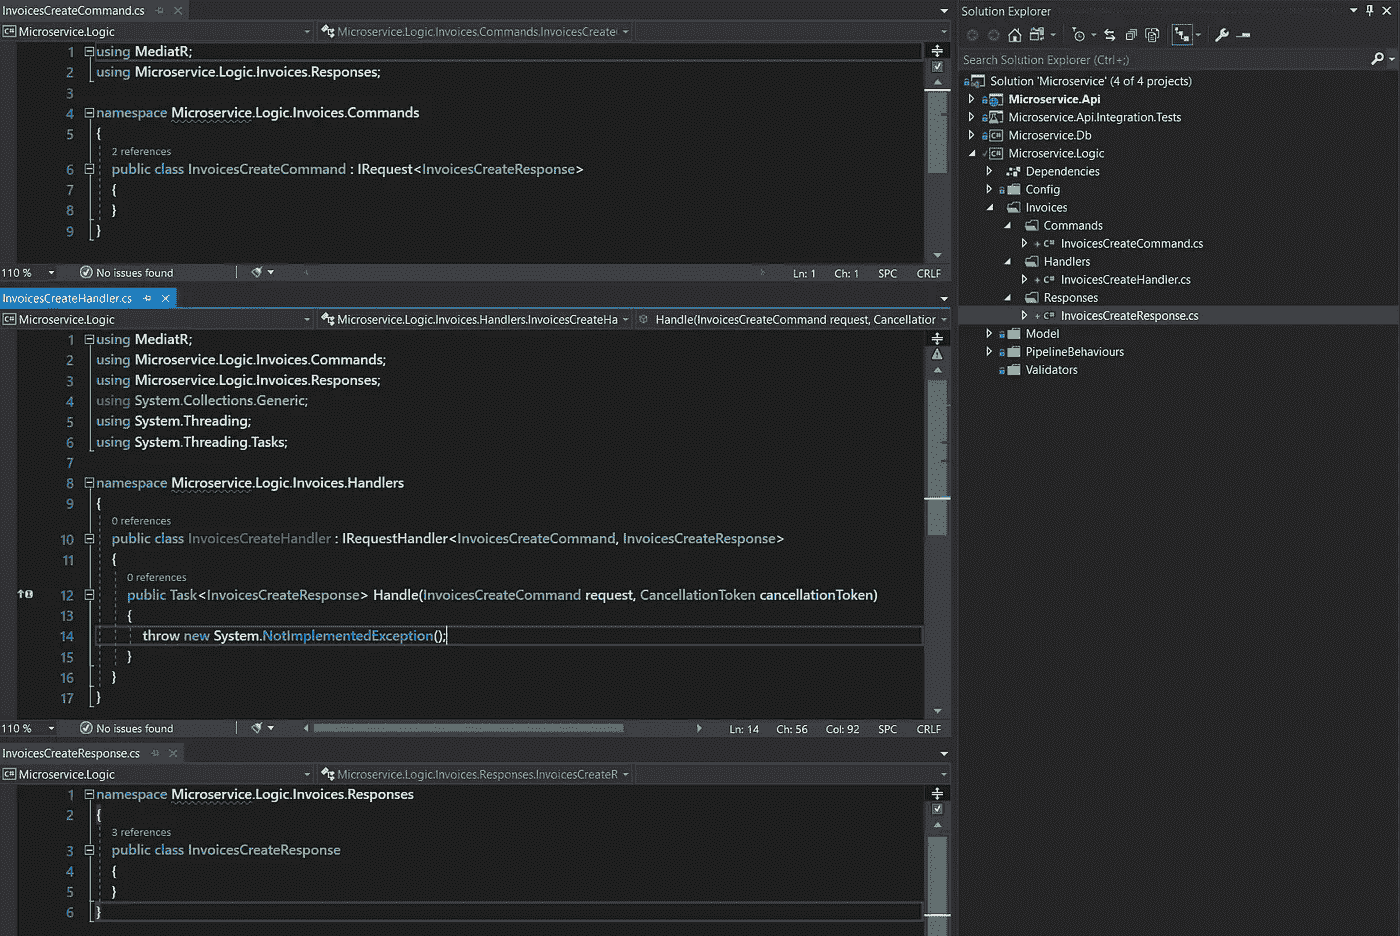 InvoicesCreateCommand.cs
Microservice.Logic
Microservice.Logic.Invoices.Commands.InvoicesCreate
1 using MediatR;
2 using Microservice.Logic.Invoices.Responses;
3
4 namespace Microservice.Logic.Invoices.Commands
5 {
2 references
6 public class InvoicesCreateCommand : IRequest<InvoicesCreateResponse>
7 {
8 }
9 }
110 % No issues found Ln: 1 Ch: 1 SPC CRLF
InvoicesCreateHandler.cs
Microservice.Logic
Microservice.Logic.Invoices.Handlers.InvoicesCreateHa
Handle(InvoicesCreateCommand request, Cancellation
1 using MediatR;
2 using Microservice.Logic.Invoices.Commands;
3 using Microservice.Logic.Invoices.Responses;
4 using System.Collections.Generic;
5 using System.Threading;
6 using System.Threading.Tasks;
7
8 namespace Microservice.Logic.Invoices.Handlers
9 {
0 references
10 public class InvoicesCreateHandler : IRequestHandler<InvoicesCreateCommand, InvoicesCreateResponse>
11 {
0 references
12 public Task<InvoicesCreateResponse> Handle(InvoicesCreateCommand request, CancellationToken cancellationToken)
13 {
14 throw new System.NotImplementedException();
15 }
16 }
17 }
110 % No issues found Ln: 14 Ch: 56 Col: 92 SPC CRLF
InvoicesCreateResponse.cs
Microservice.Logic
Microservice.Logic.Invoices.Responses.InvoicesCreateR
1 namespace Microservice.Logic.Invoices.Responses
2 {
3 references
3 public class InvoicesCreateResponse
4 {
5 }
6 }
Solution Explorer
Search Solution Explorer (Ctrl+;)
Solution 'Microservice' (4 of 4 projects)
Microservice.Api
Microservice.Api.Integration.Tests
C# Microservice.Db
C# Microservice.Logic
Dependencies
Config
Invoices
Commands
C# InvoicesCreateCommand.cs
Handlers
C# InvoicesCreateHandler.cs
Responses
C# InvoicesCreateResponse.cs
Model
PipelineBehaviours
Validators